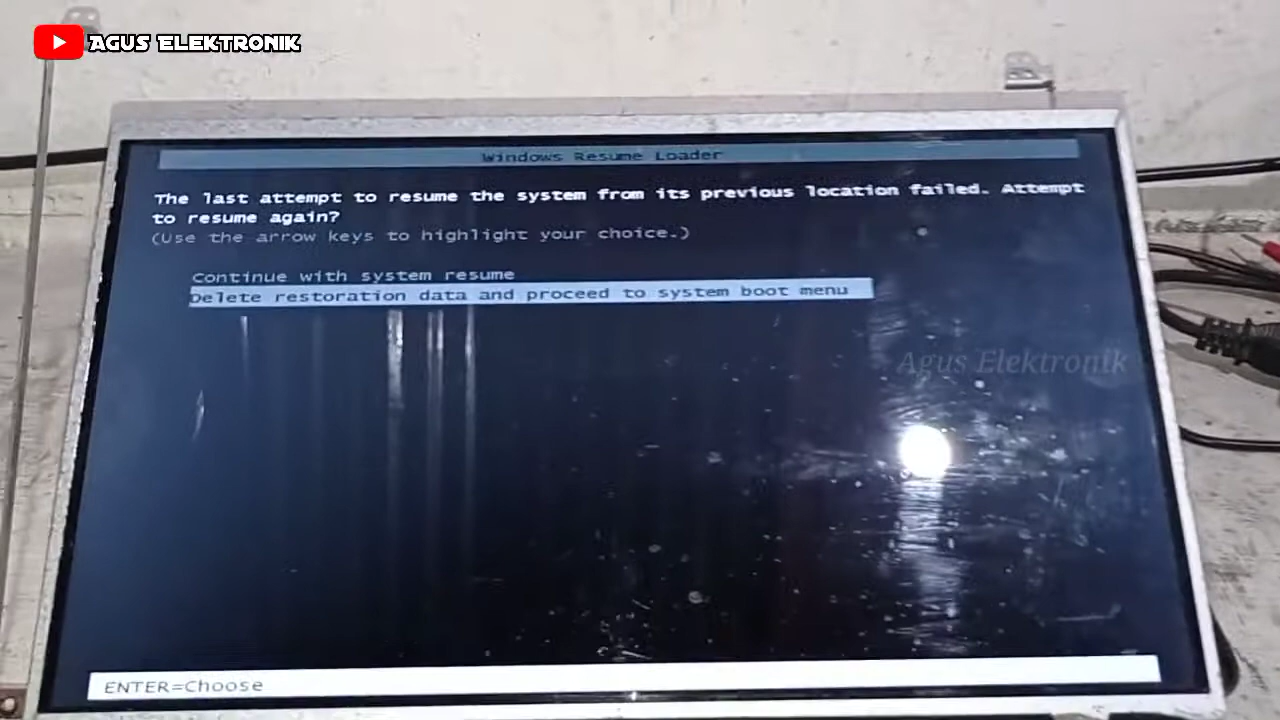 AGUS ELEKTRONIK
Windows Resume Loader
The last attempt to resume the system from its previous location failed. Attempt
to resume again?
(Use the arrow keys to highlight your choice.)
Continue with system resume
Delete restoration data and proceed to system boot menu
Agus Elektronik
ENTER=Choose